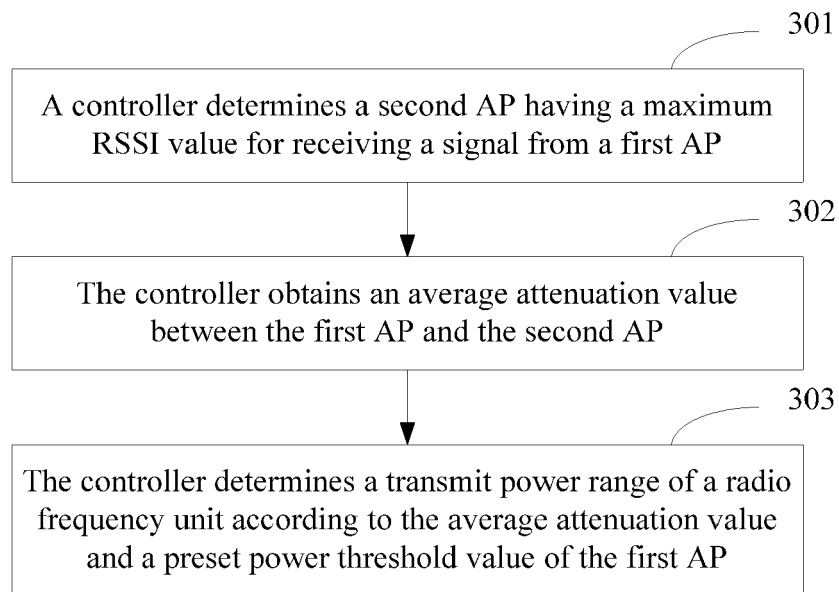 301
A controller determines a second AP having a maximum
RSSI value for receiving a signal from a first AP
302
The controller obtains an average attenuation value
between the first AP and the second AP
303
The controller determines a transmit power range of a radio
frequency unit according to the average attenuation value
and a preset power threshold value of the first AP